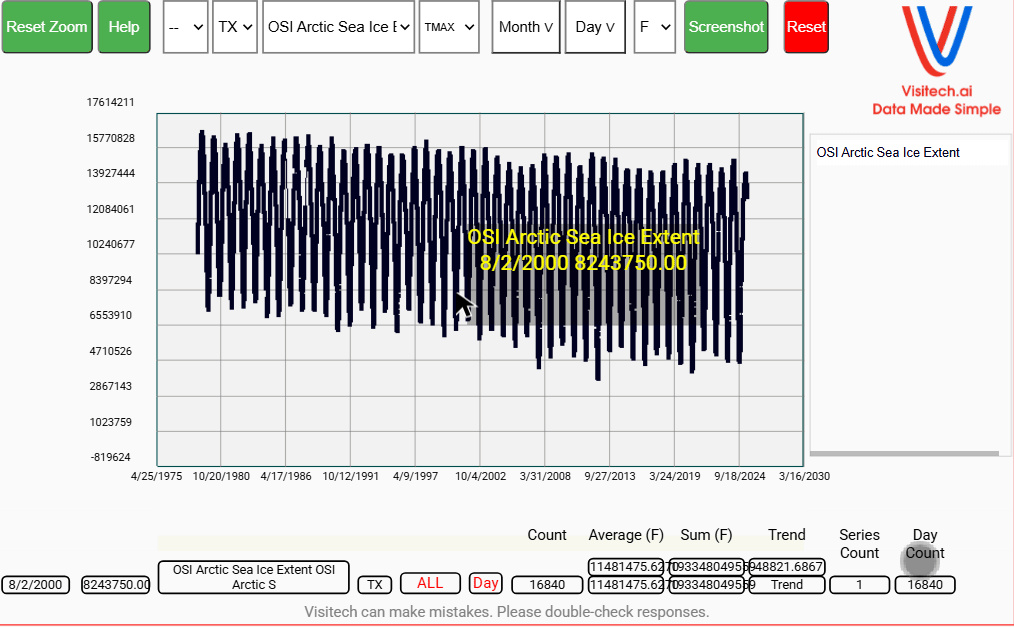 Reset Zoom Help -- TX OSI Arctic Sea Ice E TMAX Month V Day V F Screenshot Reset
Visitech.ai
Data Made Simple
17614211
15770828
13927444
12084061
10240677
8397294
6553910
4710526
2867143
1023759
-819624
OSI Arctic Sea Ice Extent
8/2/2000 8243750.00
OSI Arctic Sea Ice Extent
4/25/1975 10/20/1980 4/17/1986 10/12/1991 4/9/1997 10/4/2002 3/31/2008 9/27/2013 3/24/2019 9/18/2024 3/16/2030
Count Average (F) Sum (F) Trend Series Count Day Count
11481475.62
-48821.6867
8/2/2000 8243750.00 OSI Arctic Sea Ice Extent OSI
Arctic S
TX ALL Day 16840 11481475.62 Trend 1 16840
Visitech can make mistakes. Please double-check responses.